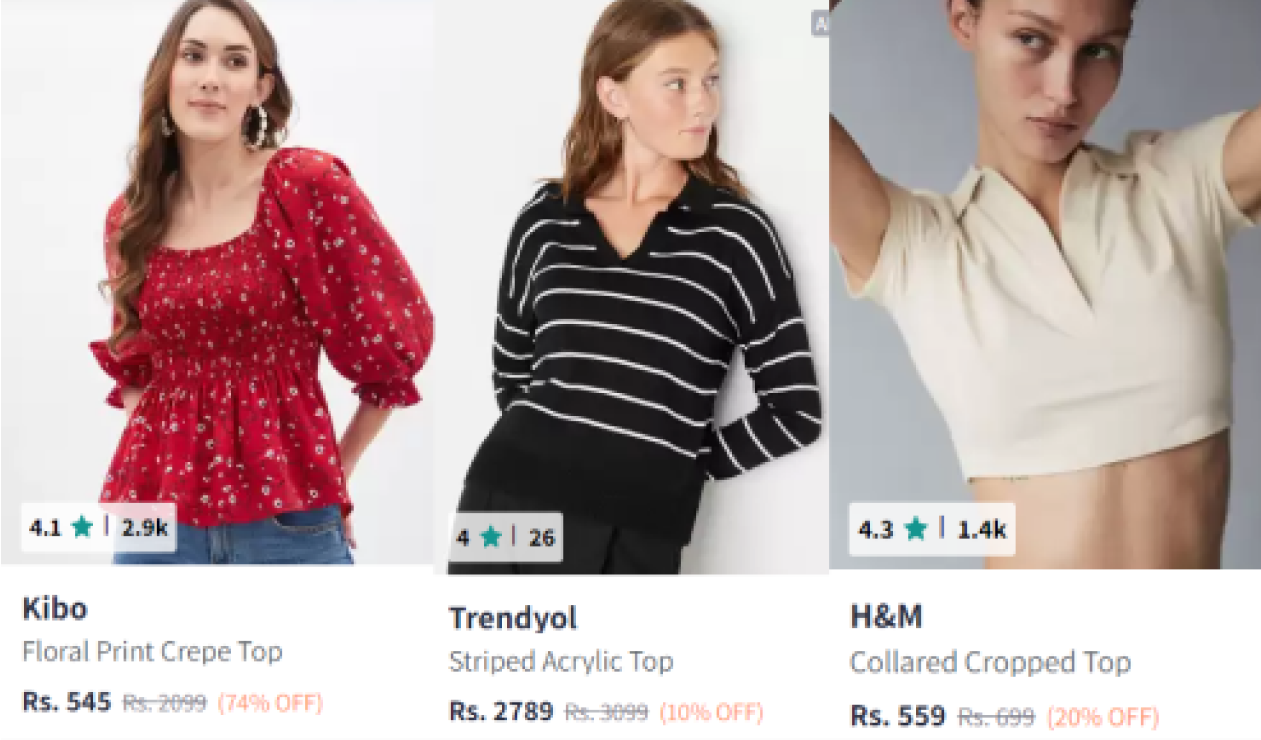 4.1 ★ | 2.9k
Kibo
Floral Print Crepe Top
Rs. 545 Rs. 2099 (74% OFF)
4 ★ | 26
Trendyol
Striped Acrylic Top
Rs. 2789 Rs. 3099 (10% OFF)
4.3 ★ | 1.4k
H&M
Collared Cropped Top
Rs. 559 Rs. 699 (20% OFF)